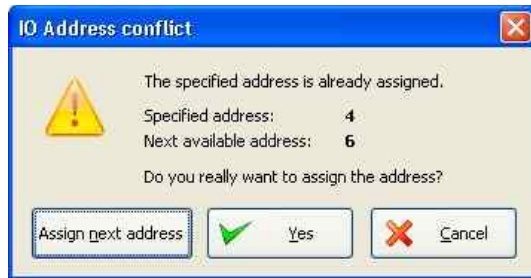 IO Address conflict
The specified address is already assigned.
Specified address: 4
Next available address: 6
Do you really want to assign the address?
Assign next address Yes Cancel